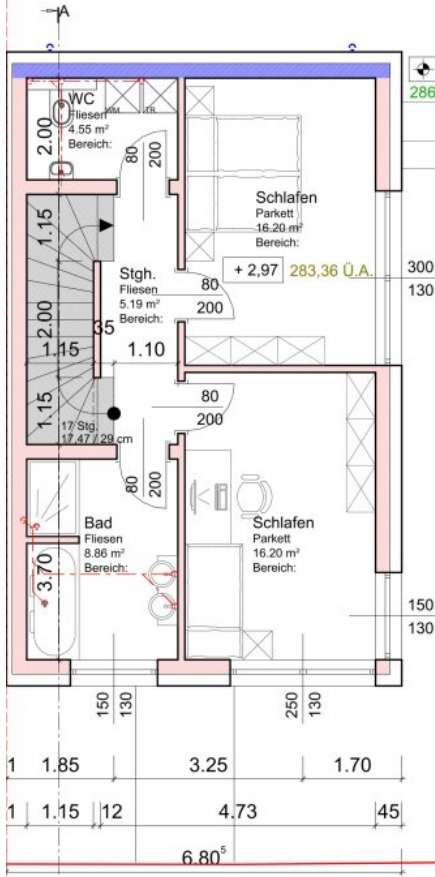 A
286
WC
Fliesen
4.55 m²
Bereich:
WM
TR
2.00
80
200
Schlafen
Parkett
16.20 m²
Bereich:
+ 2,97
283,36 Ü.A.
300
130
1.15
Stgh.
Fliesen
5.19 m²
Bereich:
80
200
2.00
35
1.15
1.10
1.15
80
200
17 Stg.
17,47 / 29 cm
80
200
Bad
Fliesen
8.86 m²
Bereich:
3.70
Schlafen
Parkett
16.20 m²
Bereich:
150
130
150
130
250
130
1
1.85
3.25
1.70
1
1.15
12
4.73
45
6.80⁵